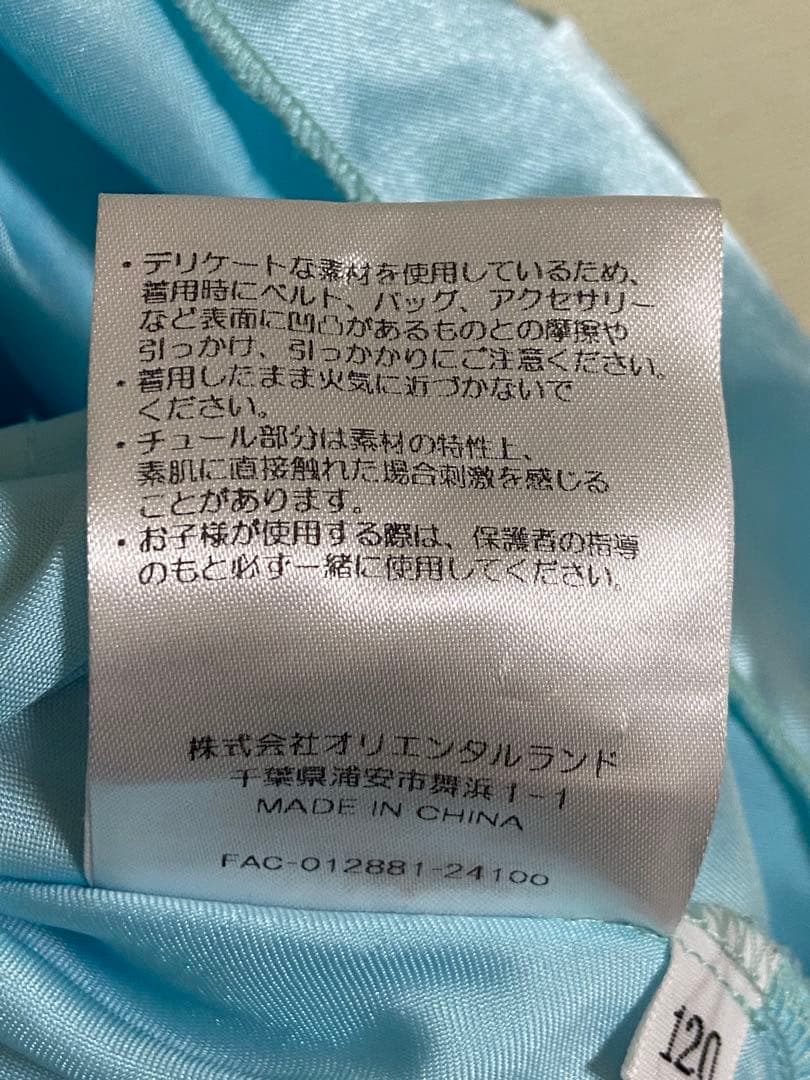 ・デリケートな素材を使用しているため、
着用時にベルト、バッグ、アクセサリー
など表面に凹凸があるものとの摩擦や
引っかけ、引っかかりにご注意ください。
・着用したまま火気に近づかないで
ください。
・チュール部分は素材の特性上、
素肌に直接触れた場合刺激を感じる
ことがあります。
・お子様が使用する際は、保護者の指導
のもと必ず一緒に使用してください。
株式会社オリエンタルランド
千葉県浦安市舞浜1-1
MADE IN CHINA
FAC-012881-24100
120